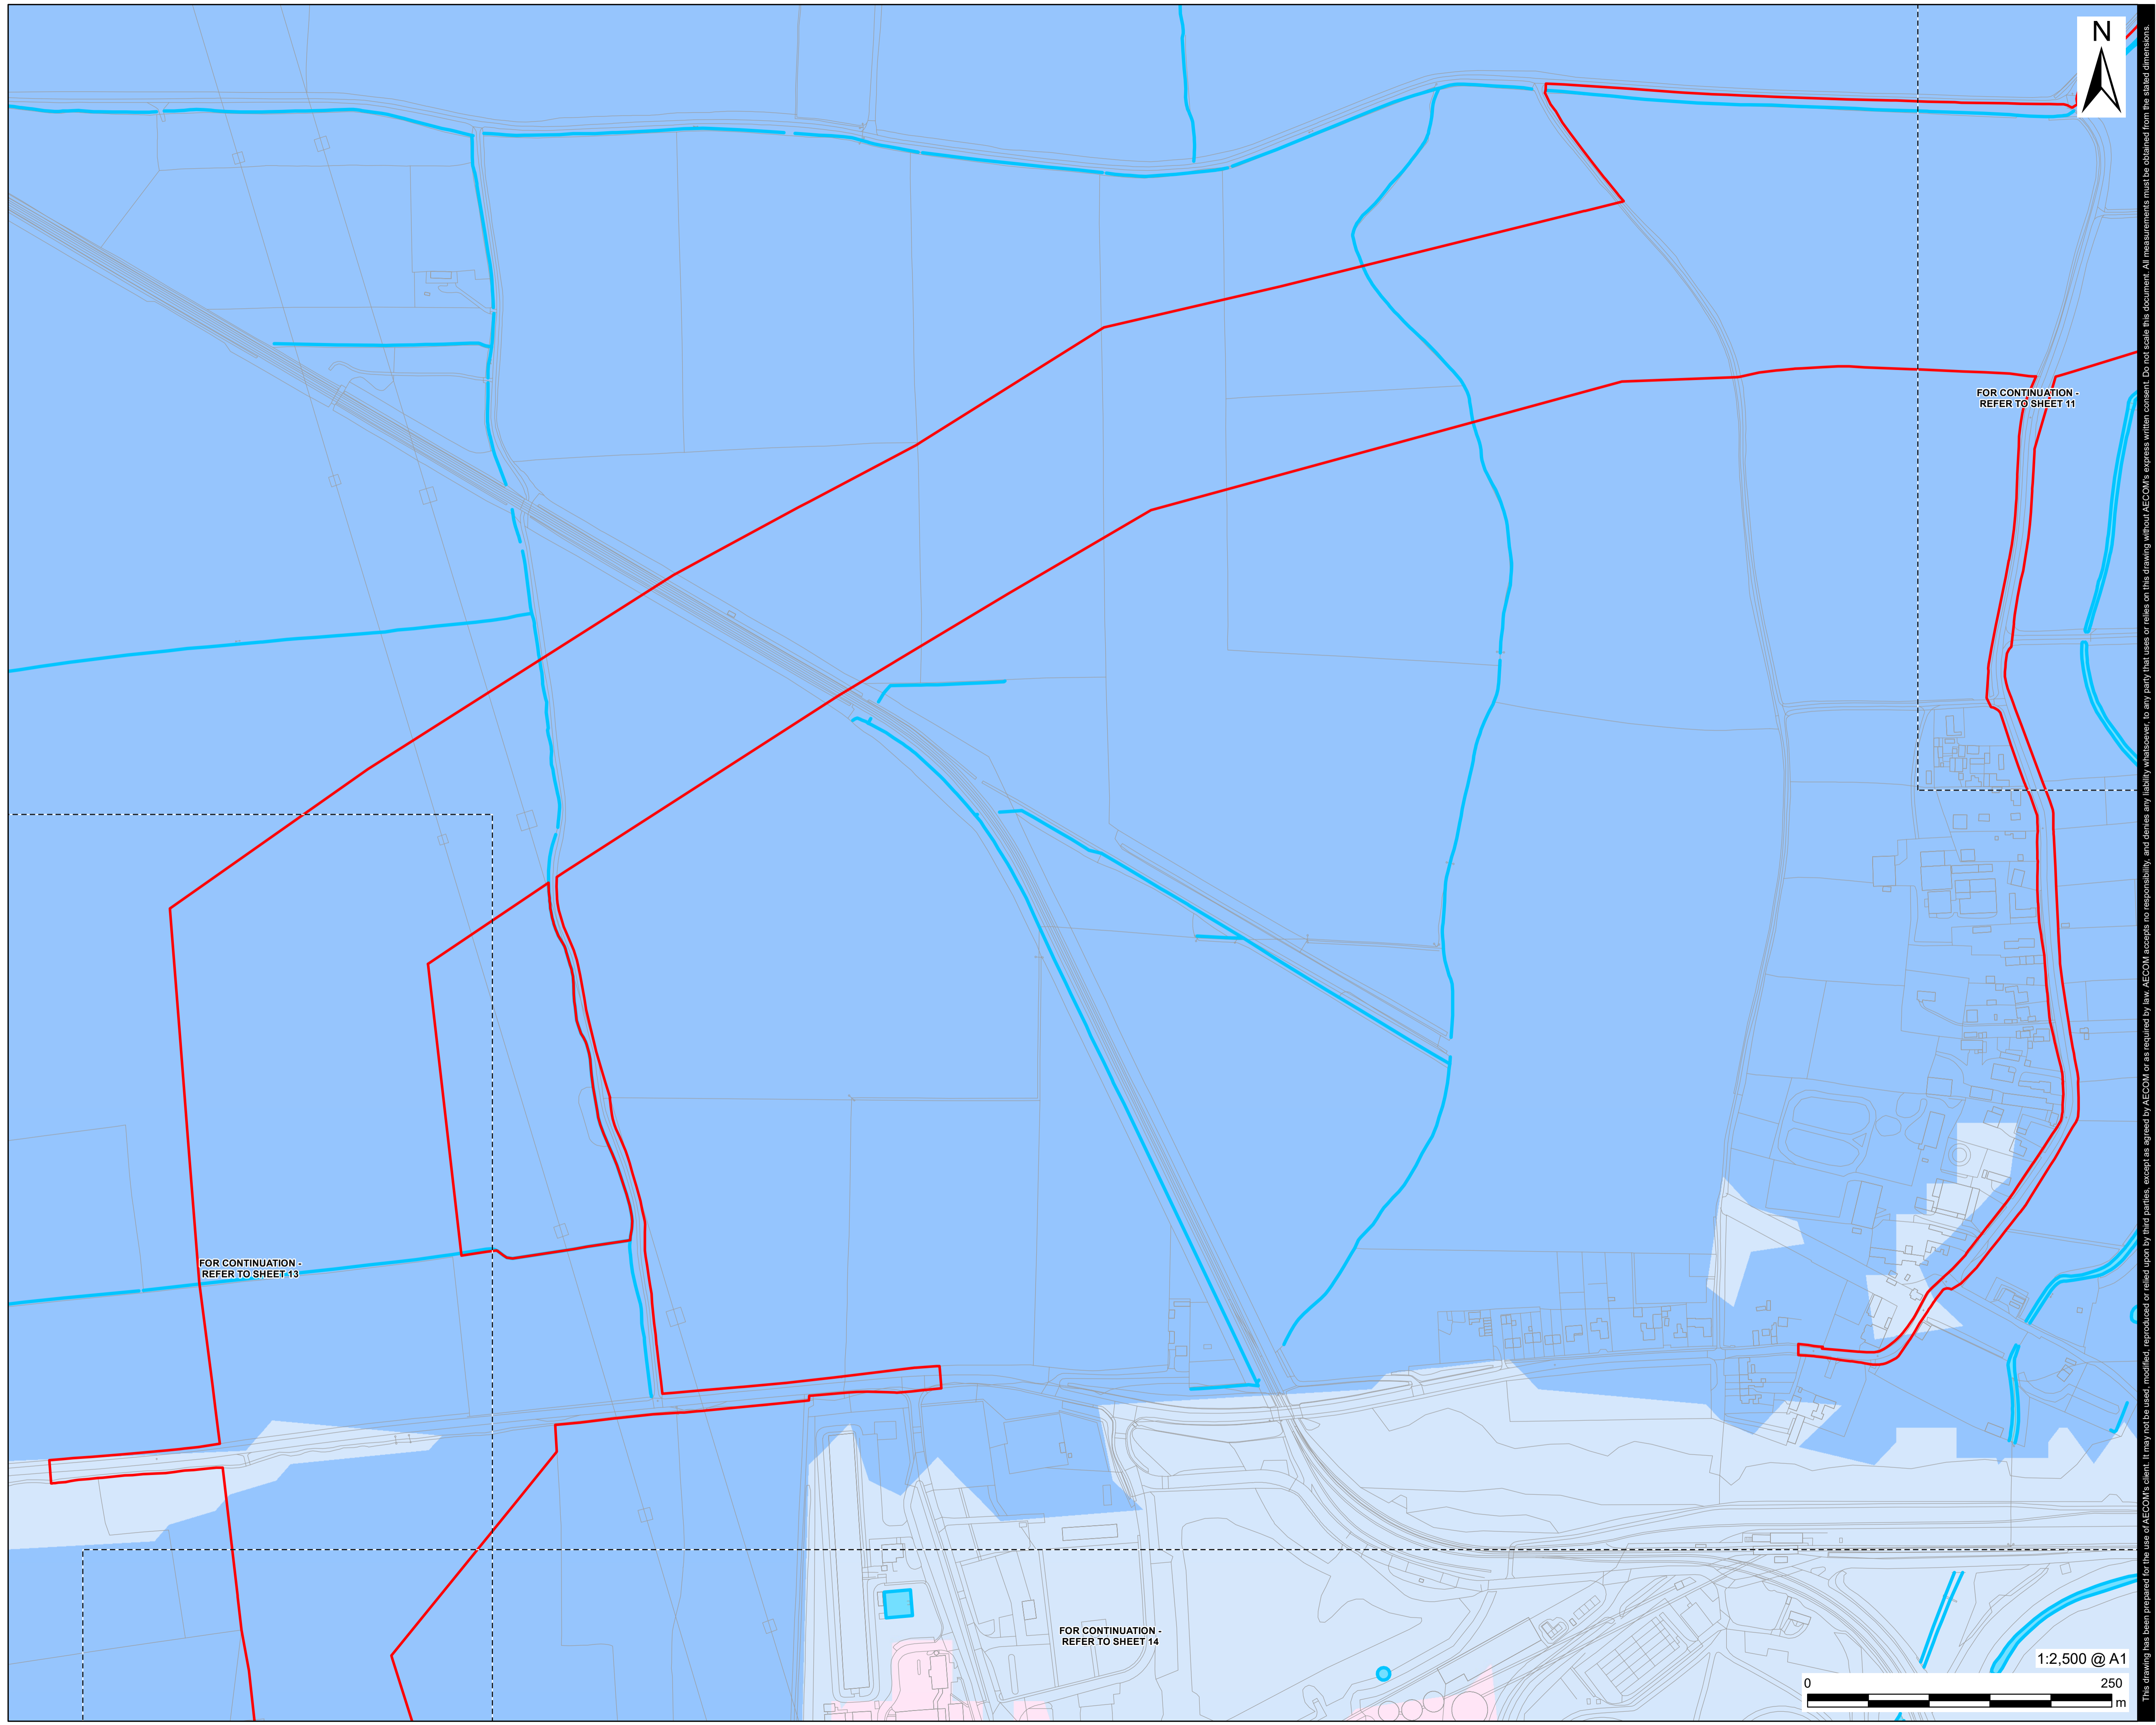 N
FOR CONTINUATION -
REFER TO SHEET 11
FOR CONTINUATION -
REFER TO SHEET 13
FOR CONTINUATION -
REFER TO SHEET 14
1:2,500 @ A1
0 250
m
This drawing has been prepared for the use of AECOM's client. It may not be used, modified, reproduced or relied upon by third parties, except as agreed by AECOM or as required by law. AECOM accepts no responsibility, and denies any liability whatsoever, to any party that uses or relies on this drawing without AECOM's express written consent. Do not scale this document. All measurements must be obtained from the stated dimensions.